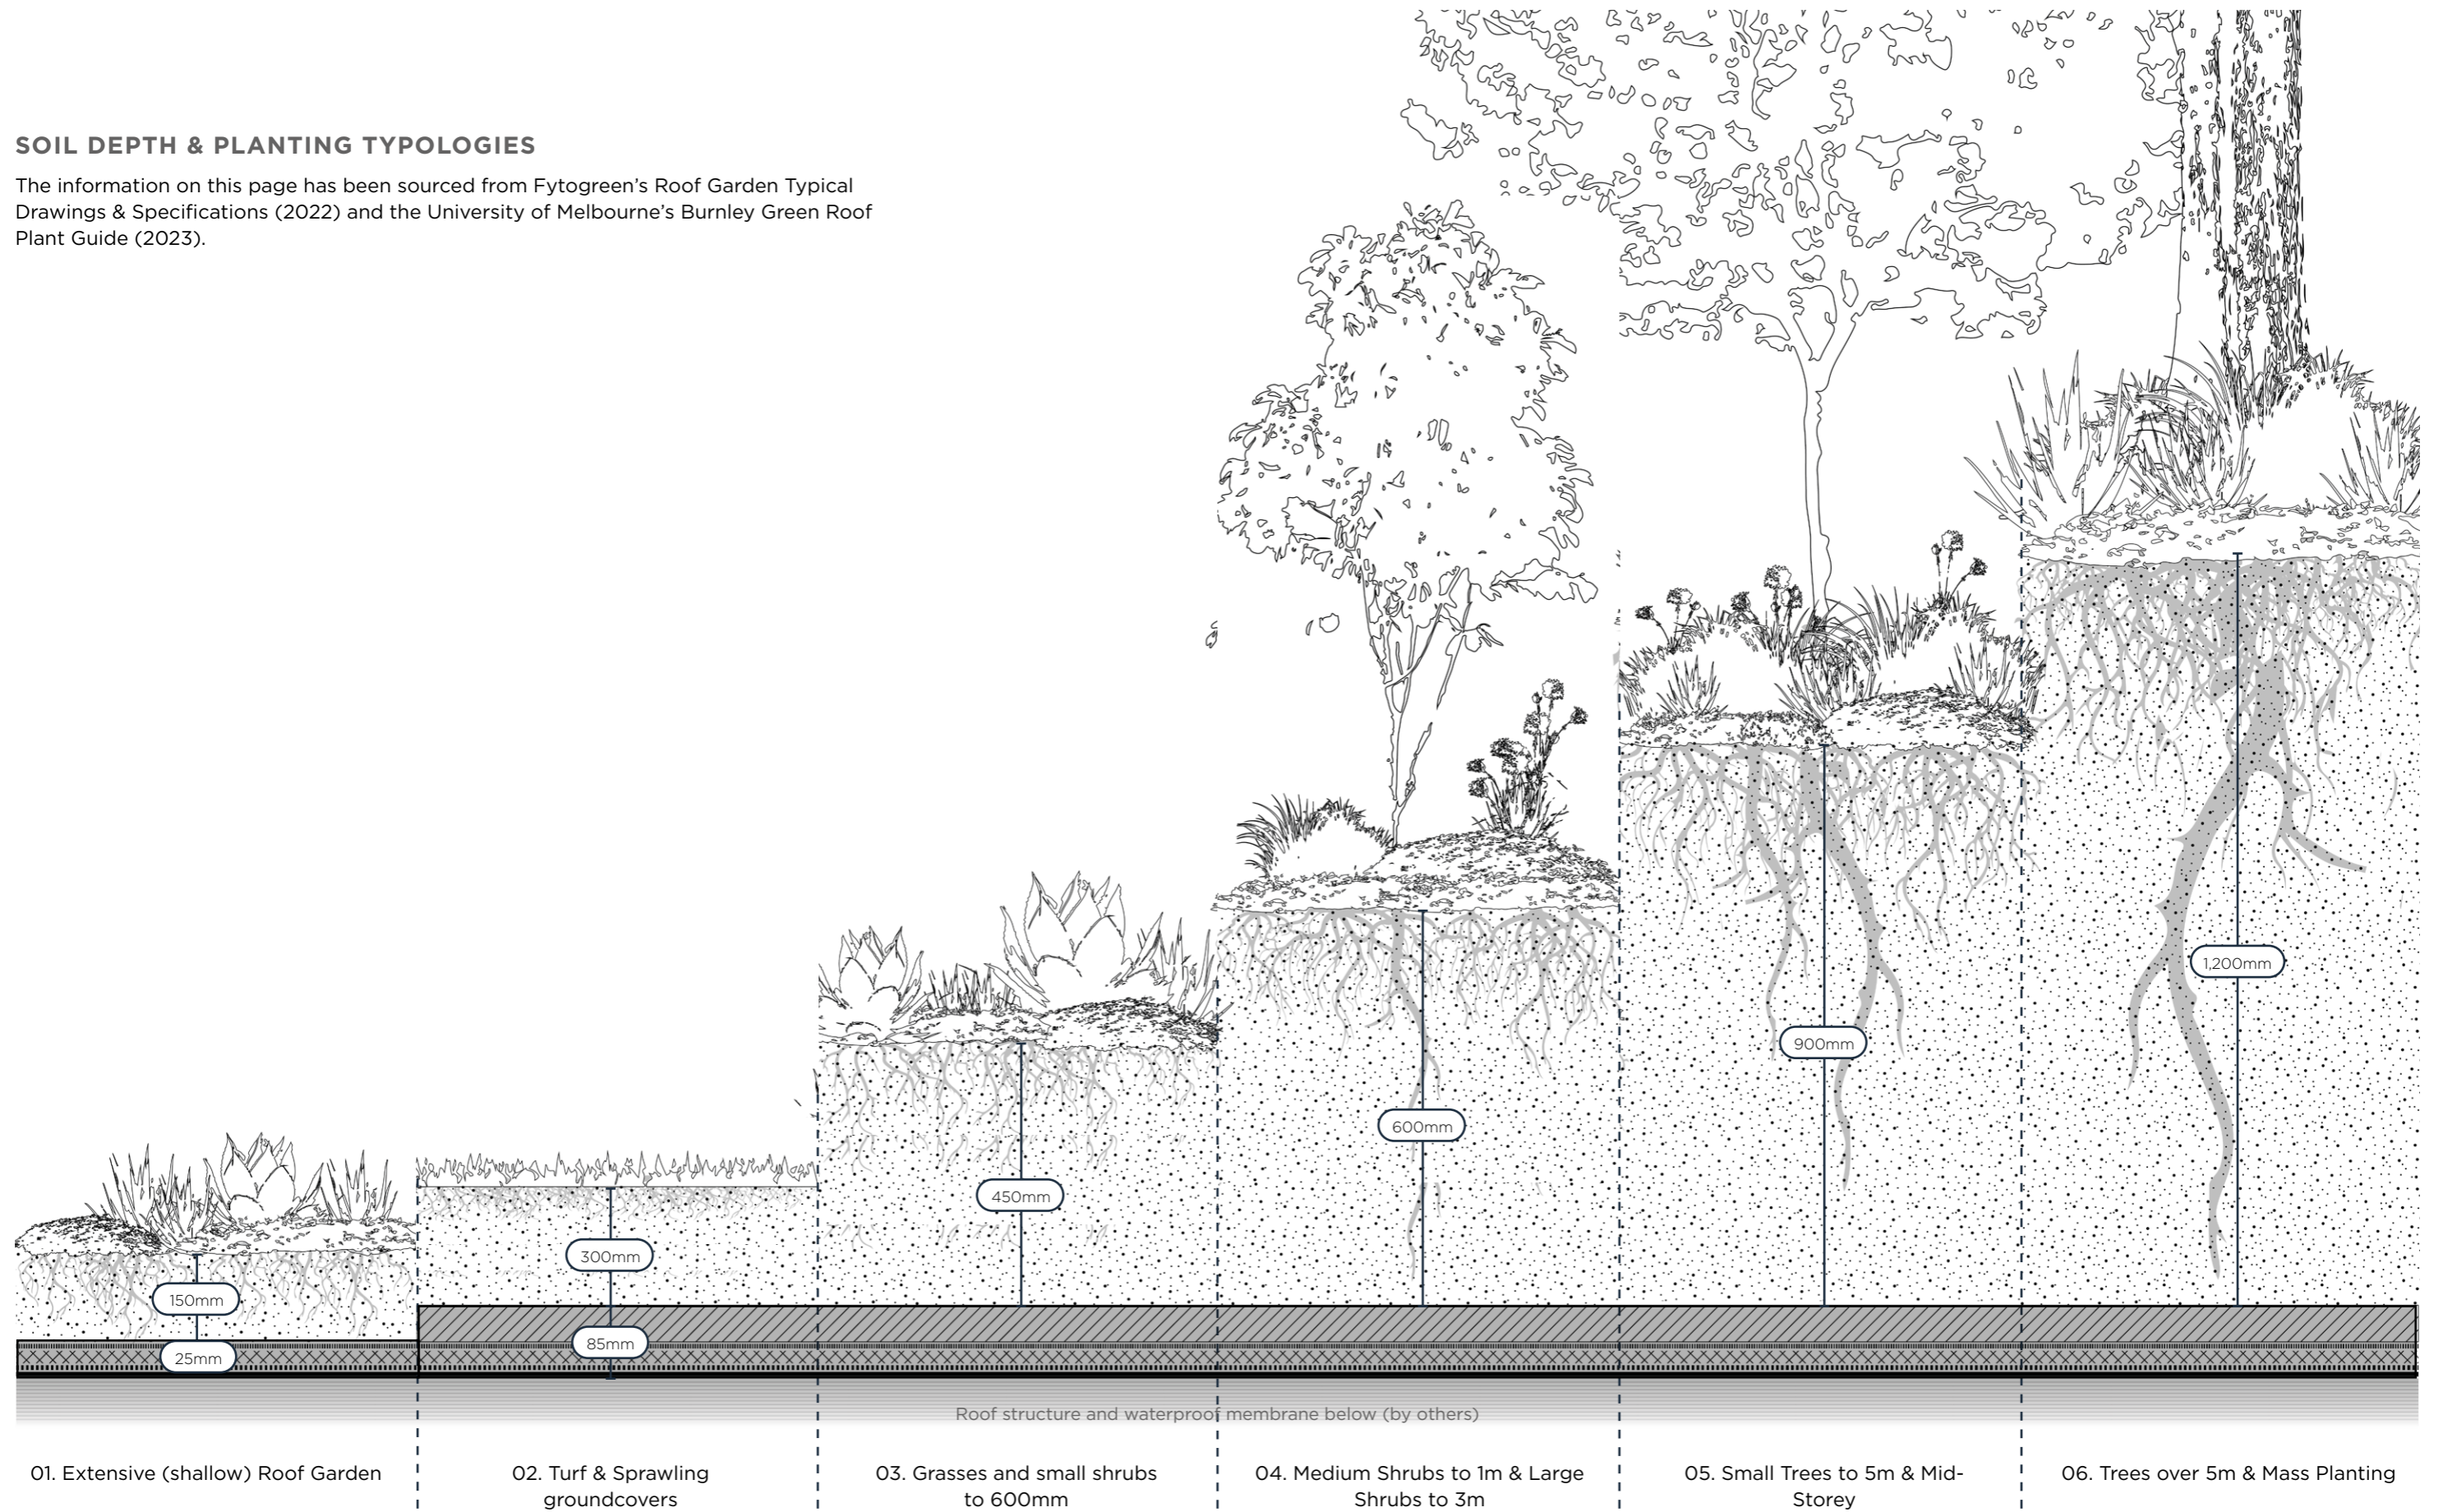 SOIL DEPTH & PLANTING TYPOLOGIES
The information on this page has been sourced from Fytogreen’s Roof Garden Typical
Drawings & Specifications (2022) and the University of Melbourne’s Burnley Green Roof
Plant Guide (2023).
150mm
25mm
300mm
85mm
450mm
600mm
900mm
1,200mm
Roof structure and waterproof membrane below (by others)
01. Extensive (shallow) Roof Garden
02. Turf & Sprawling
groundcovers
03. Grasses and small shrubs
to 600mm
04. Medium Shrubs to 1m & Large
Shrubs to 3m
05. Small Trees to 5m & Mid-
Storey
06. Trees over 5m & Mass Planting